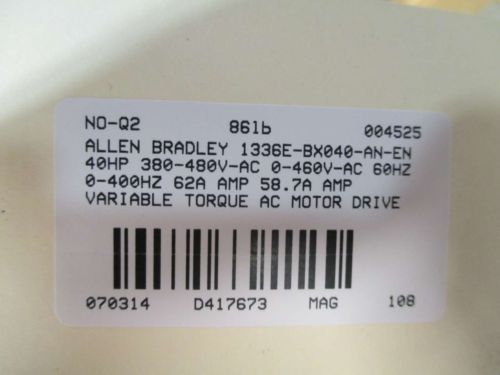 NO-Q2 861b 004525
ALLEN BRADLEY 1336E-BX040-AN-EN
40HP 380-480V-AC 0-460V-AC 60HZ
0-400HZ 62A AMP 58.7A AMP
VARIABLE TORQUE AC MOTOR DRIVE
070314 D417673 MAG 108